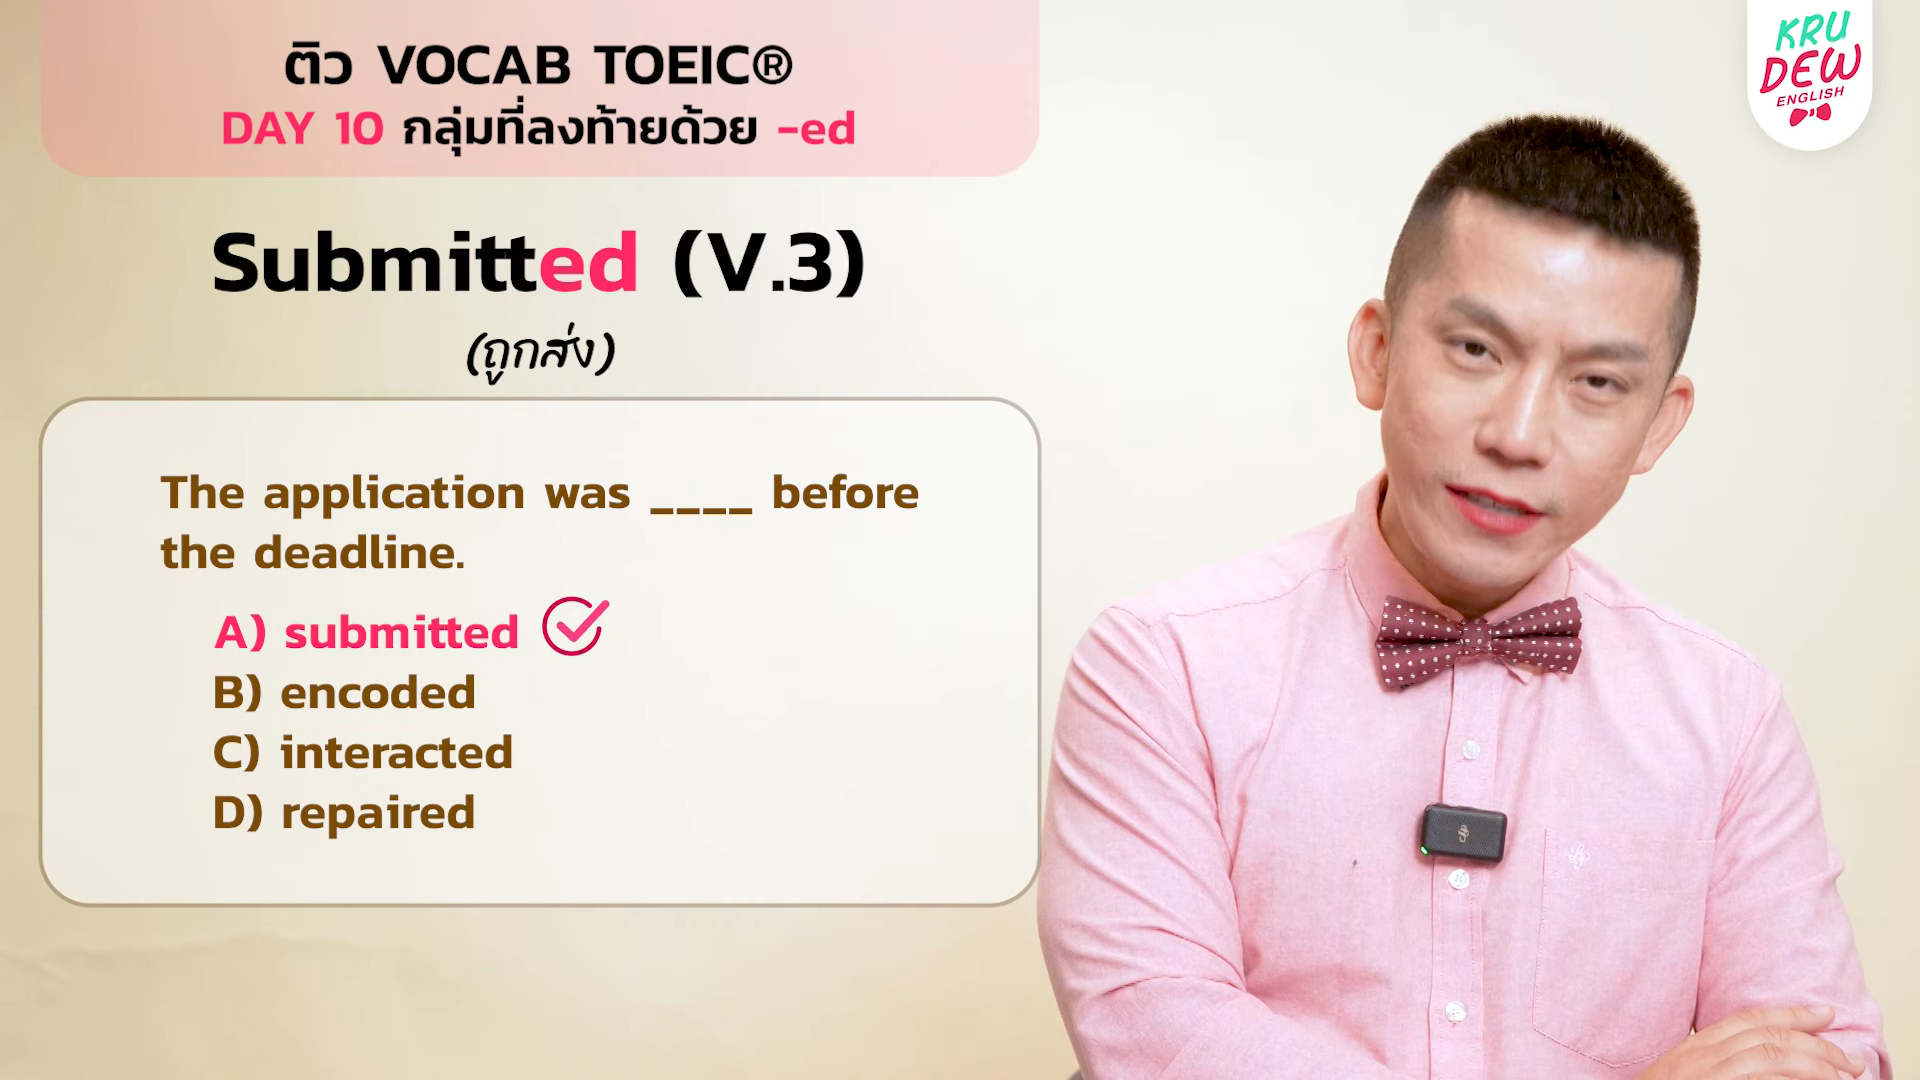 ติว VOCAB TOEIC®
DAY 10 กลุ่มที่ลงท้ายด้วย -ed
KRU
DEW
ENGLISH
Submitted (V.3)
(ถูกส่ง)
The application was ____ before
the deadline.
A) submitted
B) encoded
C) interacted
D) repaired